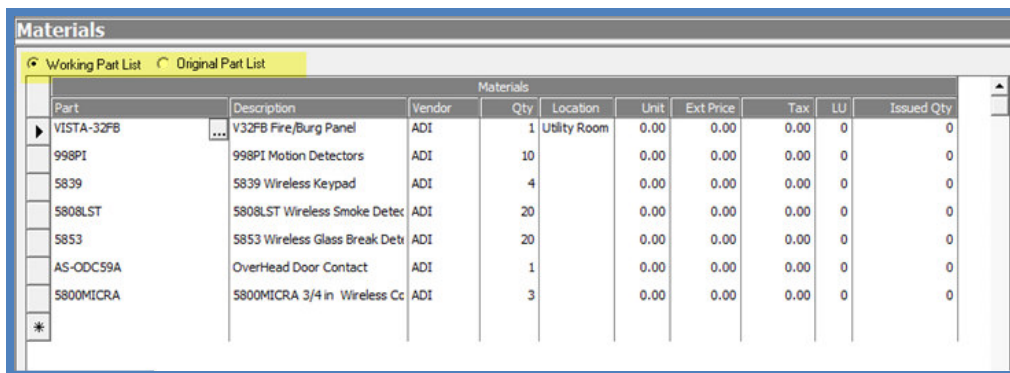 Materials
Working Part List Original Part List
Materials
Part Description Vendor Qty Location Unit Ext Price Tax LU Issued Qty
VISTA-32FB ... V32FB Fire/Burg Panel ADI 1 Utility Room 0.00 0.00 0.00 0 0
998PI 998PI Motion Detectors ADI 10 0.00 0.00 0.00 0 0
5839 5839 Wireless Keypad ADI 4 0.00 0.00 0.00 0 0
5808LST 5808LST Wireless Smoke Detec ADI 20 0.00 0.00 0.00 0 0
5853 5853 Wireless Glass Break Dete ADI 20 0.00 0.00 0.00 0 0
AS-ODC59A OverHead Door Contact ADI 1 0.00 0.00 0.00 0 0
5800MICRA 5800MICRA 3/4 in Wireless Cc ADI 3 0.00 0.00 0.00 0 0